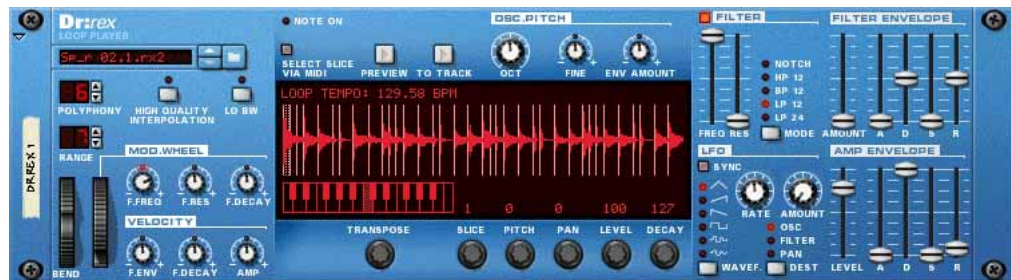 Dr:rex
LOOP PLAYER
Se_r 02.1.rx2
6
POLYPHONY
HIGH QUALITY
INTERPOLATION
LO BW
RANGE
MOD.WHEEL
F.FREQ F.RES F.DECAY
VELOCITY
F.ENV F.DECAY AMP
BEND
DR.REX 1
NOTE ON
SELECT SLICE
VIA MIDI
PREVIEW TO TRACK
OSC.PITCH
OCT FINE ENV AMOUNT
LOOP TEMPO: 129.58 BPM
1 0 0 100 127
TRANSPOSE SLICE PITCH PAN LEVEL DECAY
FILTER
NOTCH
HP 12
BP 12
LP 12
LP 24
FREQ RES MODE
FILTER ENVELOPE
AMOUNT A D S R
LFO
SYNC
RATE AMOUNT
OSC
FILTER
PAN
WAVEF. DEST
AMP ENVELOPE
LEVEL A D S R